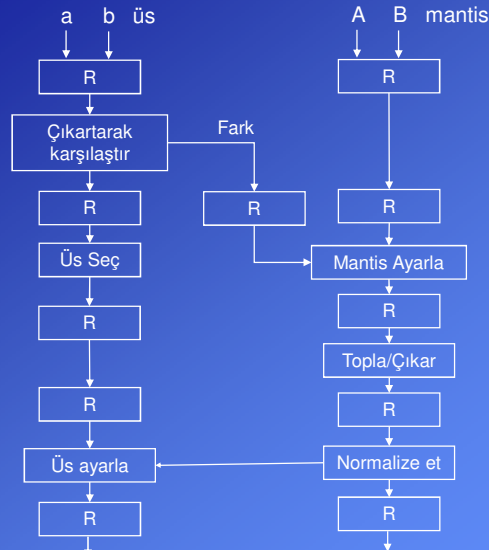 a b üs A B mantis
R R
Çıkartarak
karşılaştır
Fark
R R R
Üs Seç Mantis Ayarla
R R
Topla/Çıkar
R R
Üs ayarla Normalize et
R R